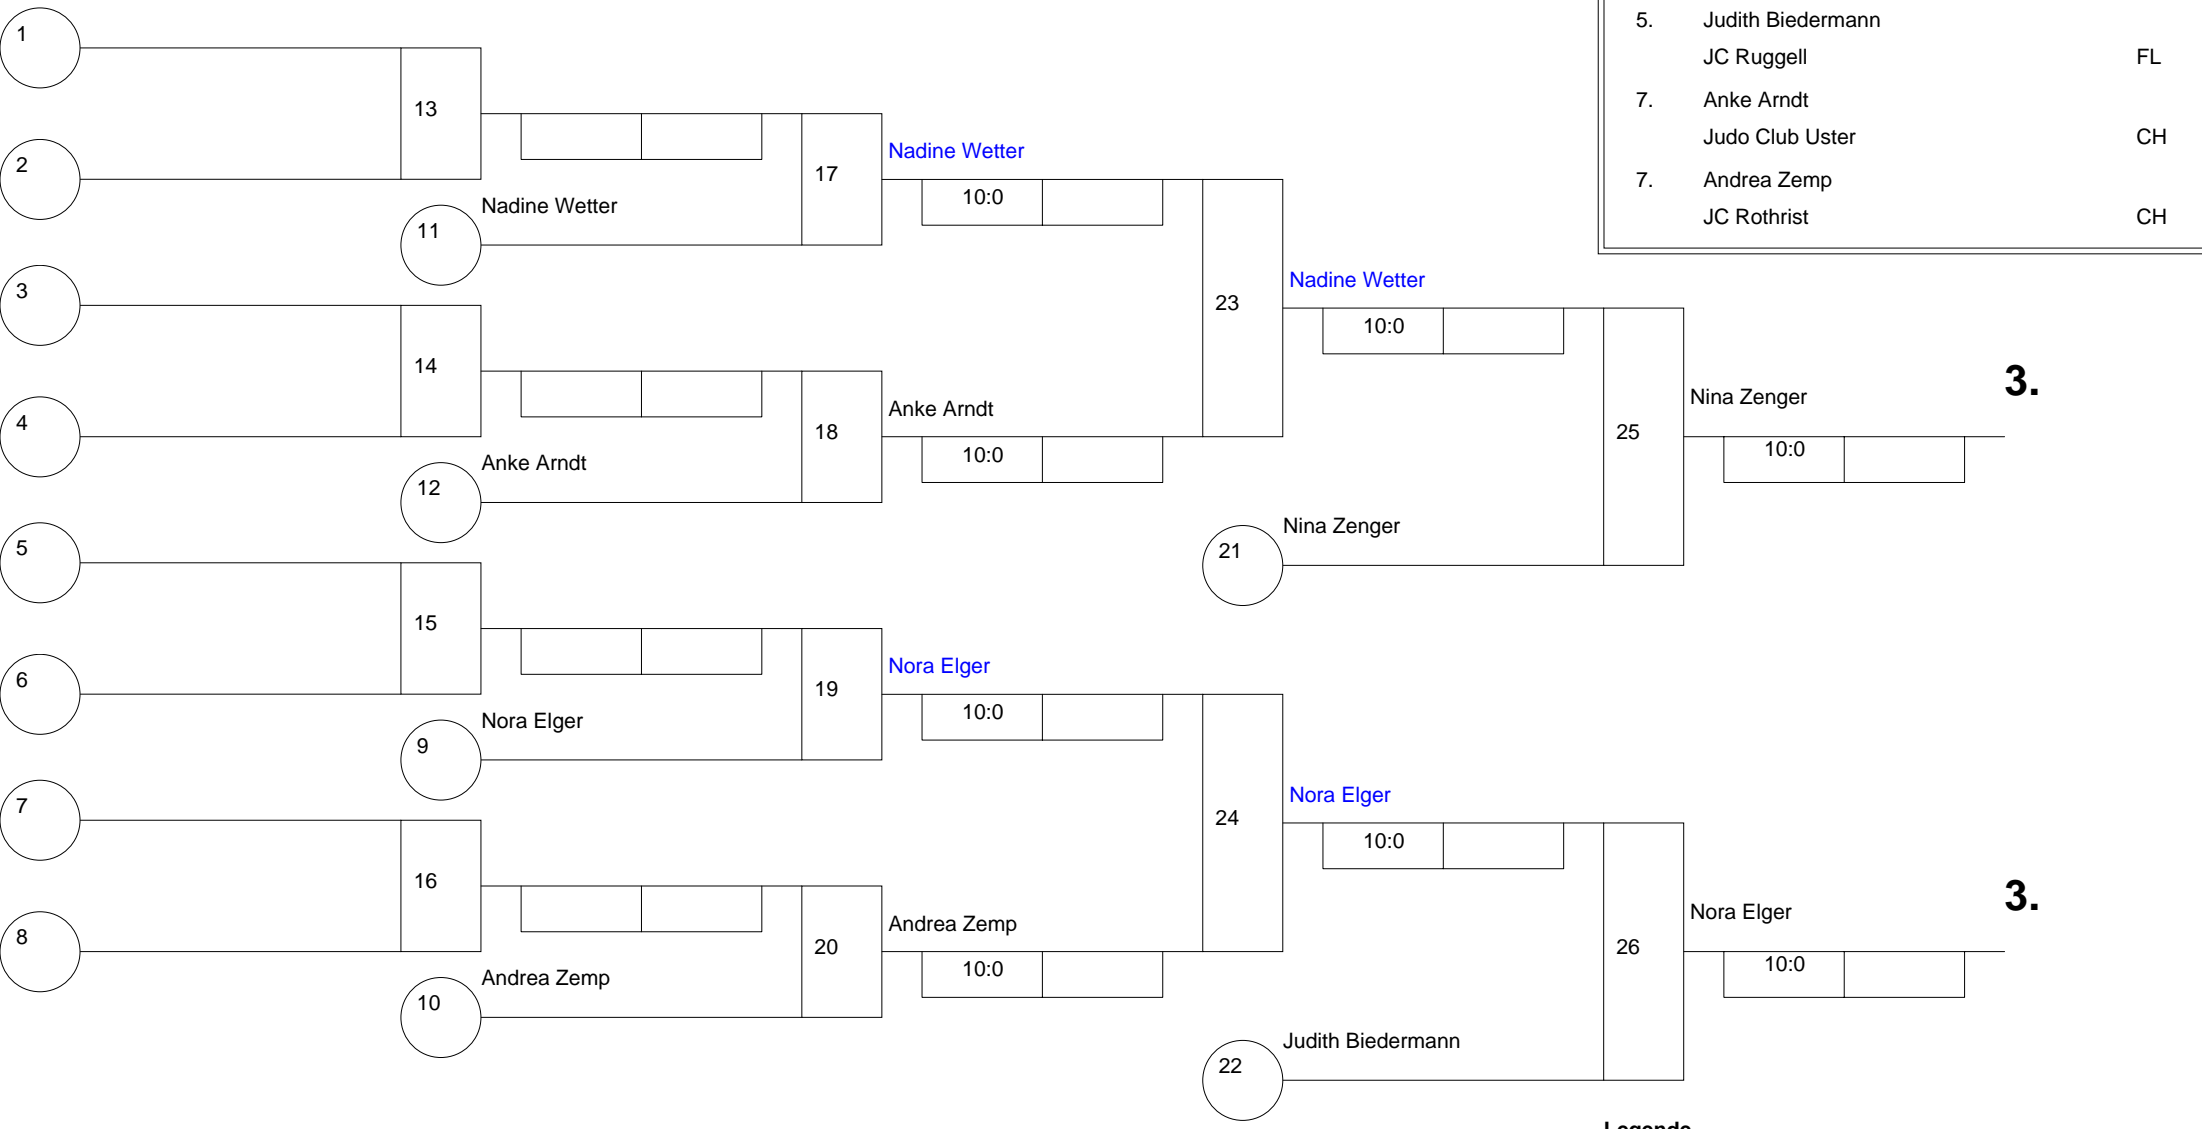 5. Judith Biedermann
JC Ruggell FL
7. Anke Arndt
Judo Club Uster CH
7. Andrea Zemp
JC Rothrist CH
1
13
2
17
Nadine Wetter
10:0
Nadine Wetter
11
3
23
Nadine Wetter
10:0
14
4
18
Anke Arndt
10:0
Anke Arndt
12
25
Nina Zenger
3.
10:0
5
Nina Zenger
21
15
6
19
Nora Elger
10:0
Nora Elger
9
7
24
Nora Elger
10:0
16
8
20
Andrea Zemp
10:0
Andrea Zemp
10
26
Nora Elger
3.
10:0
Judith Biedermann
22
Legende